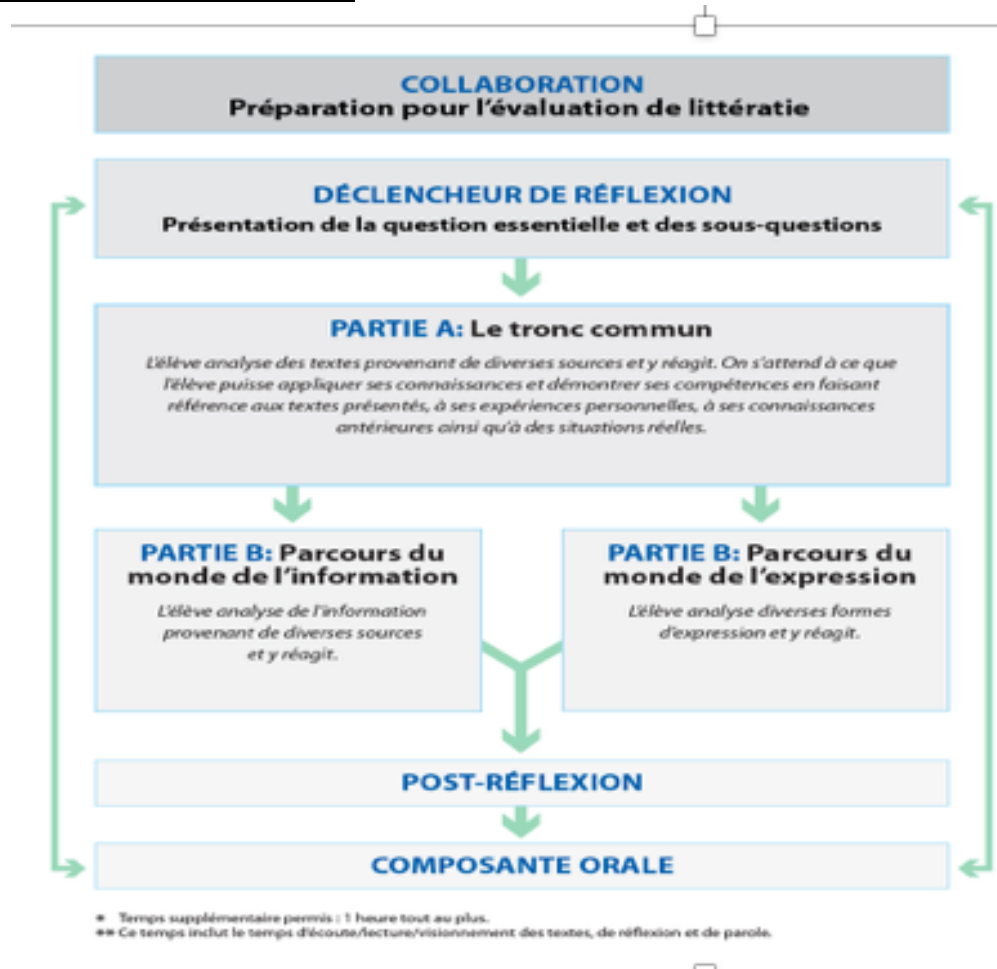 COLLABORATION
Préparation pour l'évaluation de littératie
DÉCLENCHEUR DE RÉFLEXION
Présentation de la question essentielle et des sous-questions
PARTIE A: Le tronc commun
L'élève analyse des textes provenant de diverses sources et y réagit. On s'attend à ce que
l'élève puisse appliquer ses connaissances et démontrer ses compétences en faisant
référence aux textes présentés, à ses expériences personnelles, à ses connaissances
antérieures ainsi qu'à des situations réelles.
PARTIE B: Parcours du
monde de l'information
L'élève analyse de l'information
provenant de diverses sources
et y réagit.
PARTIE B: Parcours du
monde de l'expression
L'élève analyse diverses formes
d'expression et y réagit.
POST-RÉFLEXION
COMPOSANTE ORALE
* Temps supplémentaire permis : 1 heure tout au plus.
** Ce temps inclut le temps d'écoute/lecture/visionnement des textes, de réflexion et de parole.